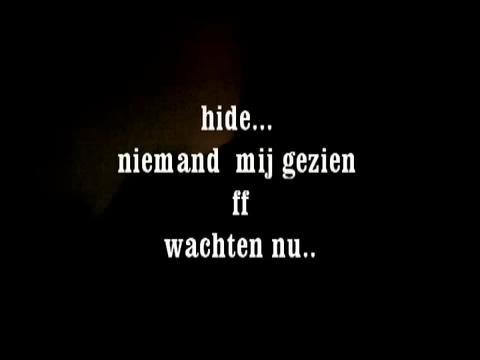 hide...
niemand mij gezien
ff
wachten nu..